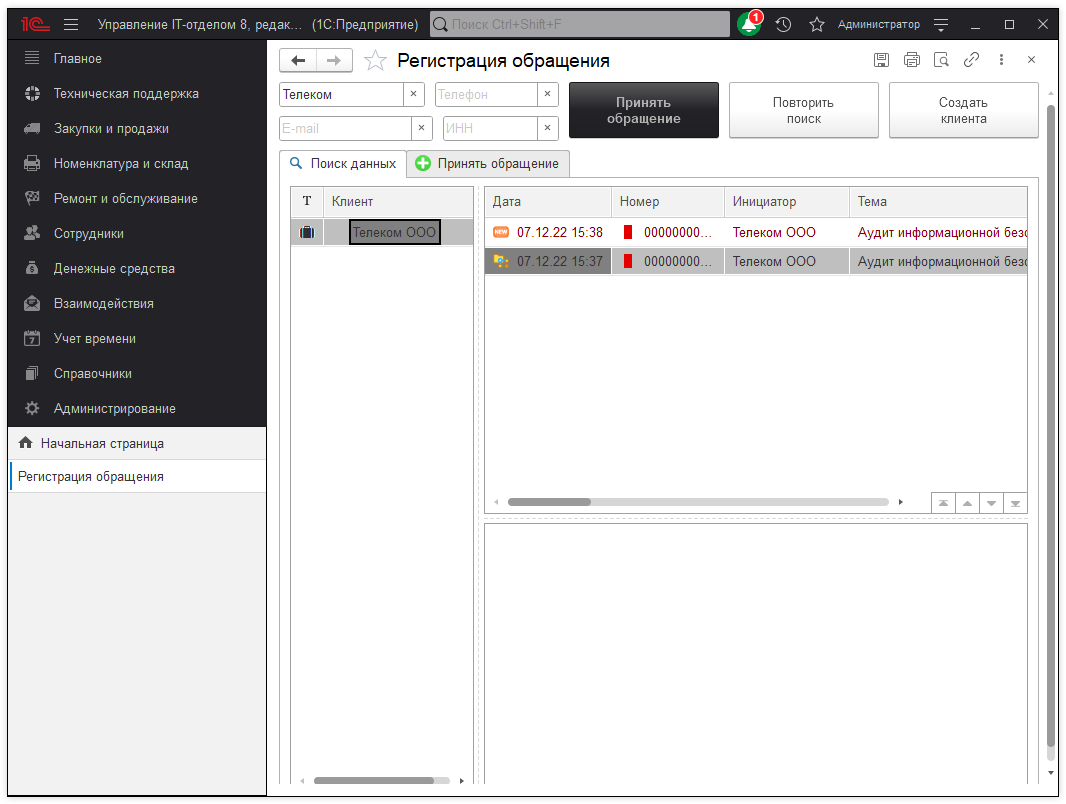 1С Управление IT-отделом 8, редак... (1С:Предприятие) Поиск Ctrl+Shift+F 1 Администратор
Главное
Техническая поддержка
Закупки и продажи
Номенклатура и склад
Ремонт и обслуживание
Сотрудники
Денежные средства
Взаимодействия
7 Учет времени
Справочники
Администрирование
Начальная страница
Регистрация обращения
Регистрация обращения
Телеком × Телефон ×
E-mail × ИНН ×
Принять
обращение
Повторить
поиск
Создать
клиента
Поиск данных Принять обращение
Т Клиент
Телеком ООО
Дата Номер Инициатор Тема
NEW 07.12.22 15:38 00000000... Телеком ООО Аудит информационной безо
07.12.22 15:37 00000000... Телеком ООО Аудит информационной безо